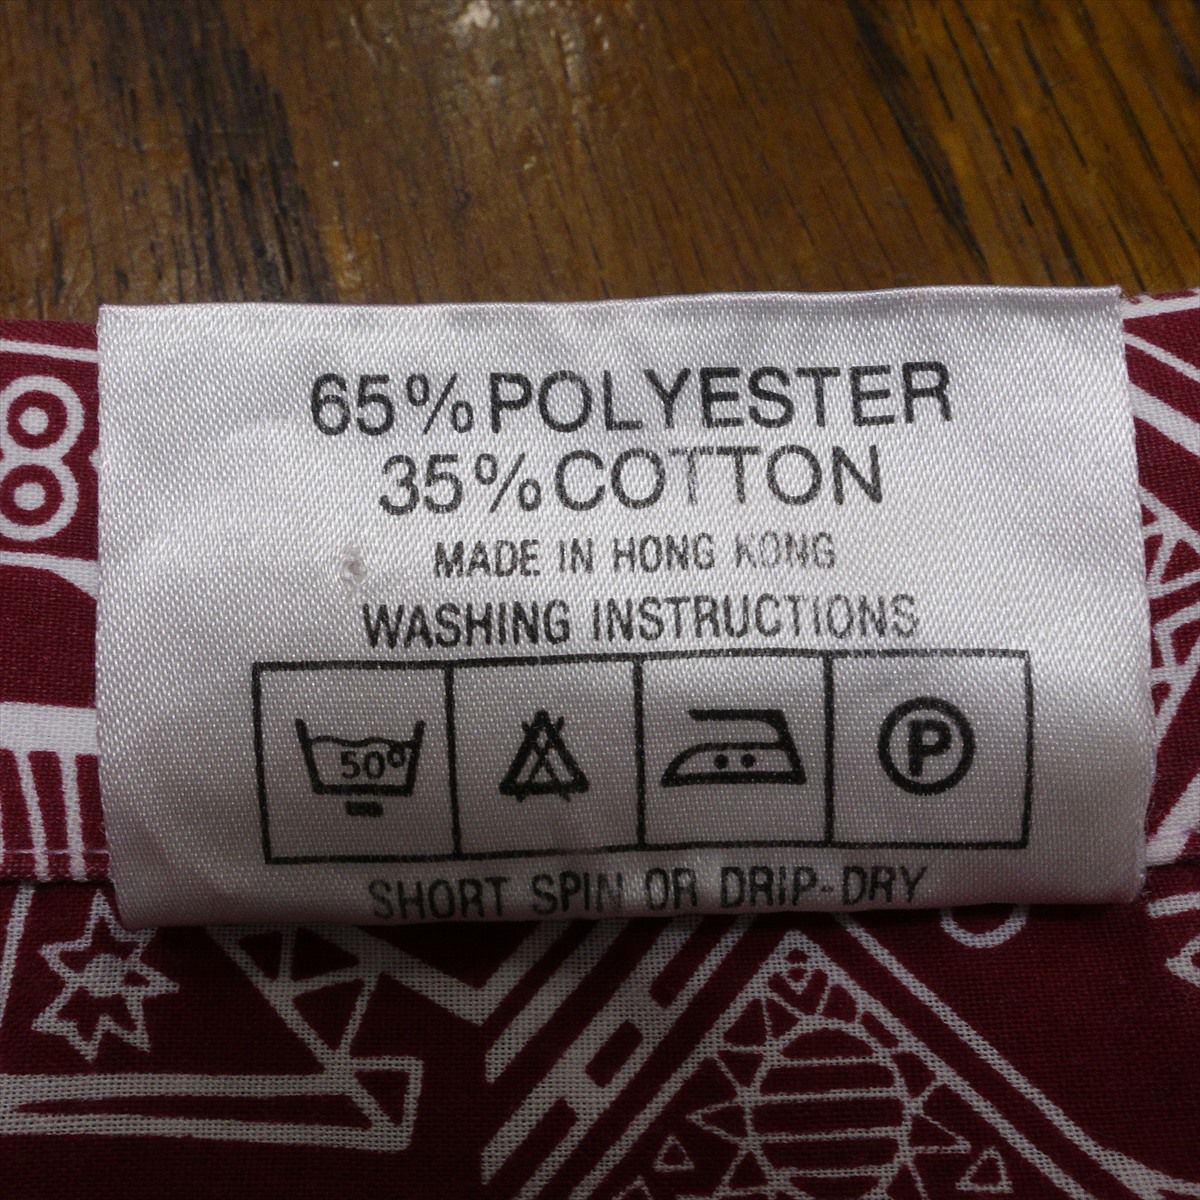 65% POLYESTER
35% COTTON
MADE IN HONG KONG
WASHING INSTRUCTIONS
50° P
SHORT SPIN OR DRIP-DRY